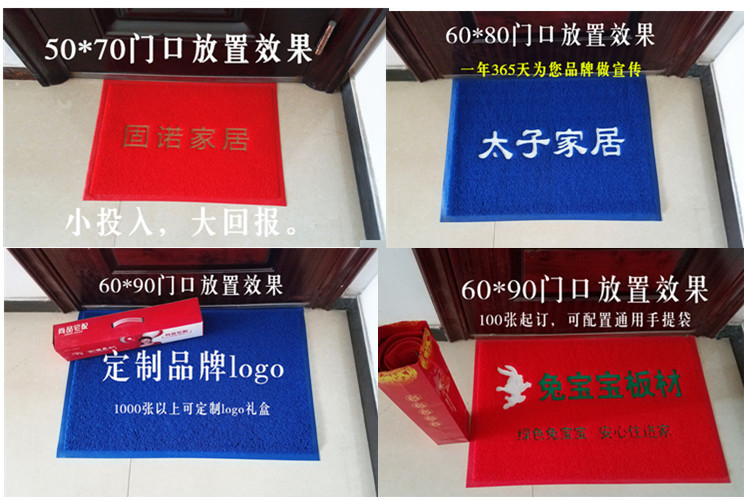 50*70门口放置效果
固诺家居
小投入，大回报。
60*80门口放置效果
一年365天为您品牌做宣传
太子家居
60*90门口放置效果
尚品宅配
定制品牌logo
1000张以上可定制logo礼盒
60*90门口放置效果
100张起订，可配置通用手提袋
兔宝宝板材
绿色兔宝宝 安心住进家